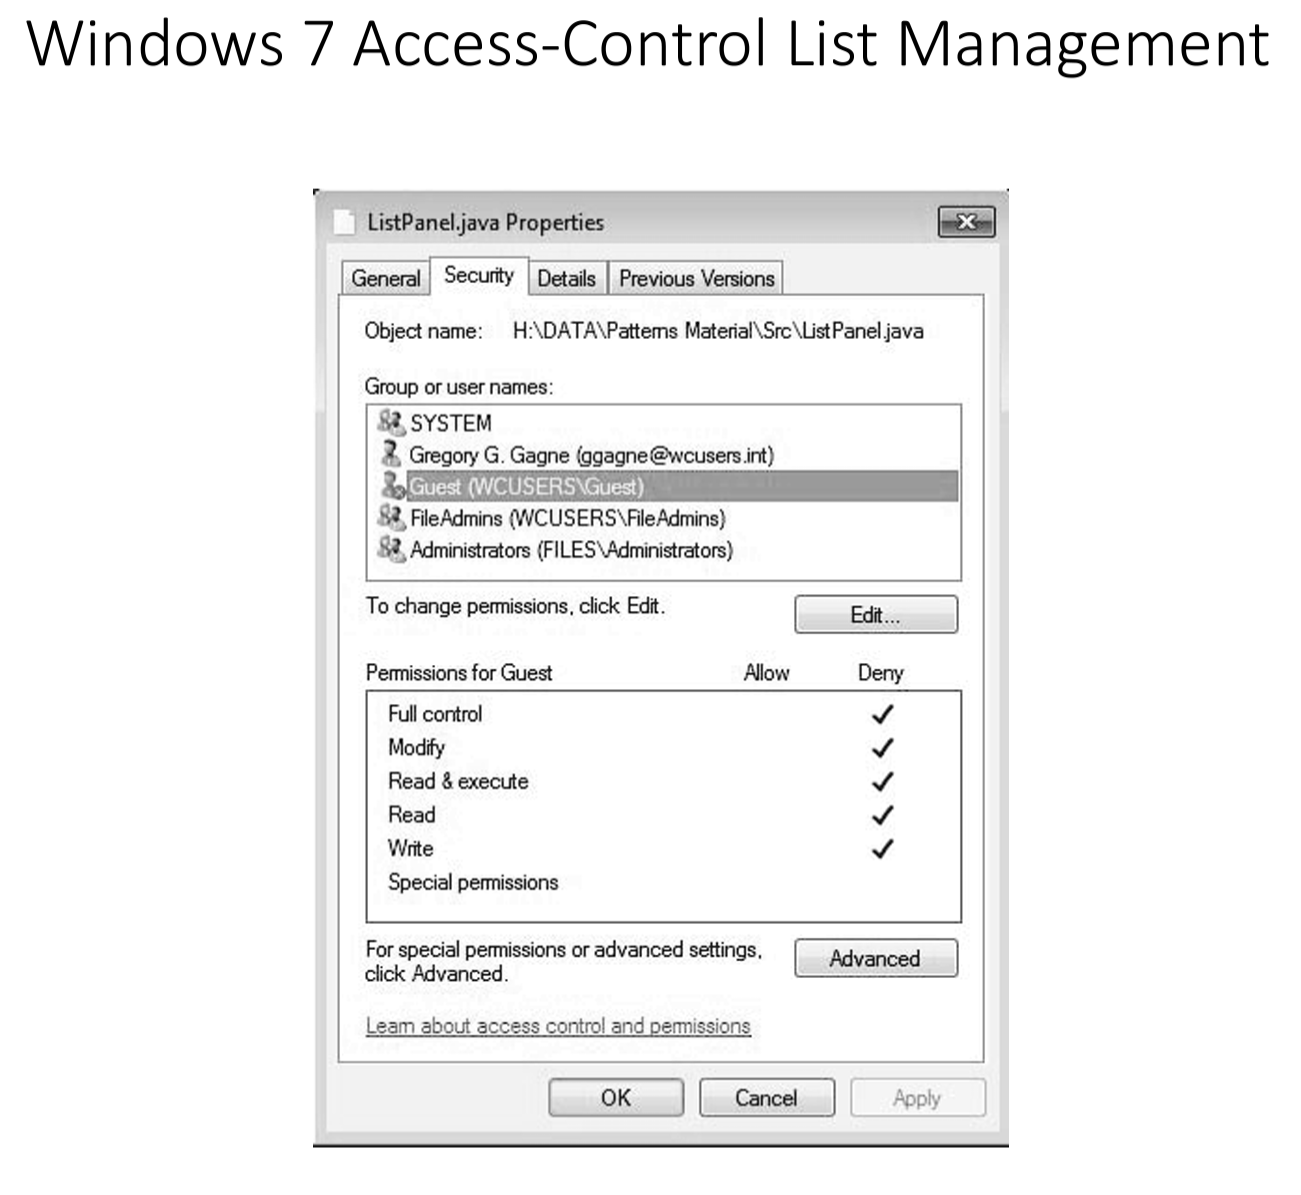 Windows 7 Access-Control List Management
ListPanel.java Properties
General Security Details Previous Versions
Object name: H:\DATA\Patterns Material\Src\ListPanel.java
Group or user names:
SYSTEM
Gregory G. Gagne (ggagne@wcusers.int)
Guest (WCUSERS\Guest)
FileAdmins (WCUSERS\FileAdmins)
Administrators (FILES\Administrators)
To change permissions, click Edit.
Edit...
Permissions for Guest Allow Deny
Full control
Modify
Read & execute
Read
Write
Special permissions
For special permissions or advanced settings,
click Advanced.
Advanced
Learn about access control and permissions
OK Cancel Apply